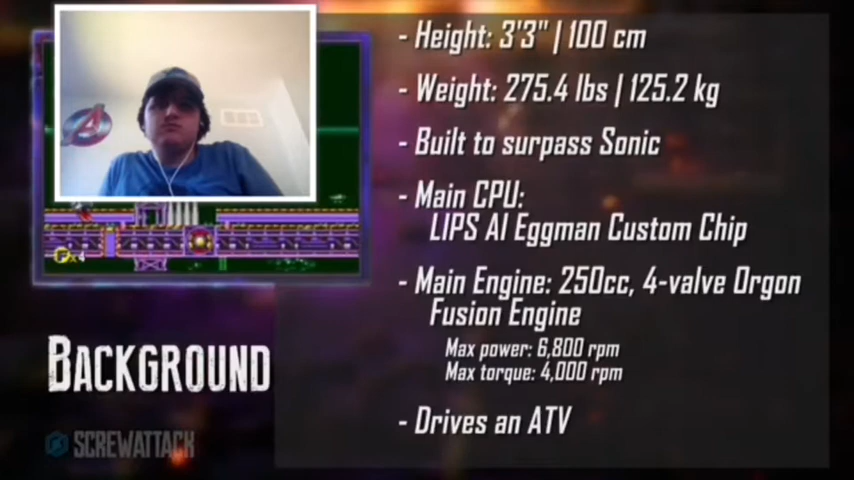 - Height: 3'3" | 100 cm
- Weight: 275.4 lbs | 125.2 kg
- Built to surpass Sonic
- Main CPU:
LIPS AI Eggman Custom Chip
- Main Engine: 250cc, 4-valve Orgon
Fusion Engine
Max power: 6,800 rpm
Max torque: 4,000 rpm
- Drives an ATV
x4
BACKGROUND
SCREWATTACK